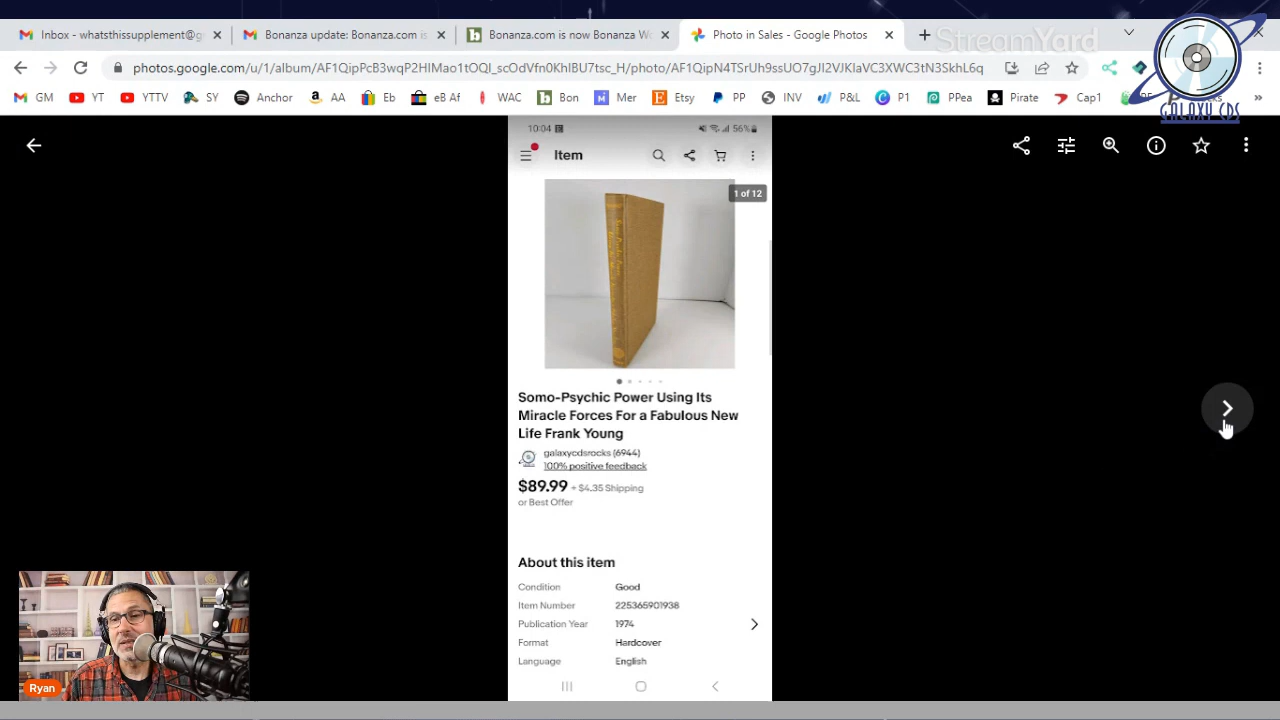 Inbox - whatsthissupplement@g
Bonanza update: Bonanza.com is
Bonanza.com is now Bonanza Wo
Photo in Sales - Google Photos
StreamYard
photos.google.com/u/1/album/AF1QipPcB3wqP2HIMao1tOQI_scOdVfn0KhIBU7tsc_H/photo/AF1QipN4TSrUh9ssUO7gJI2VJKIaVC3XWC3tN3SkhL6q
GM
YT
YTTV
SY
Anchor
AA
Eb
eB Af
WAC
Bon
Mer
Etsy
PP
INV
P&L
P1
PPea
Pirate
Cap1
GALAXY CDS
10:04
56%
Item
1 of 12
Somo-Psychic Power Using Its
Miracle Forces For a Fabulous New
Life Frank Young
galaxycdsrocks (6944)
100% positive feedback
$89.99 + $4.35 Shipping
or Best Offer
About this item
Condition Good
Item Number 225365901938
Publication Year 1974
Format Hardcover
Language English
Ryan